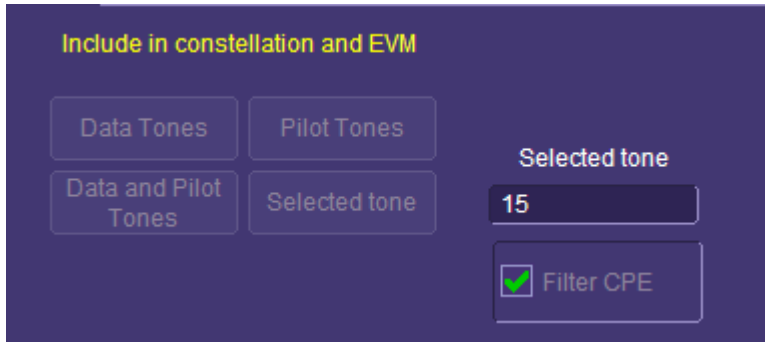 Include in constellation and EVM
Data Tones
Pilot Tones
Data and Pilot
Tones
Selected tone
Selected tone
15
Filter CPE